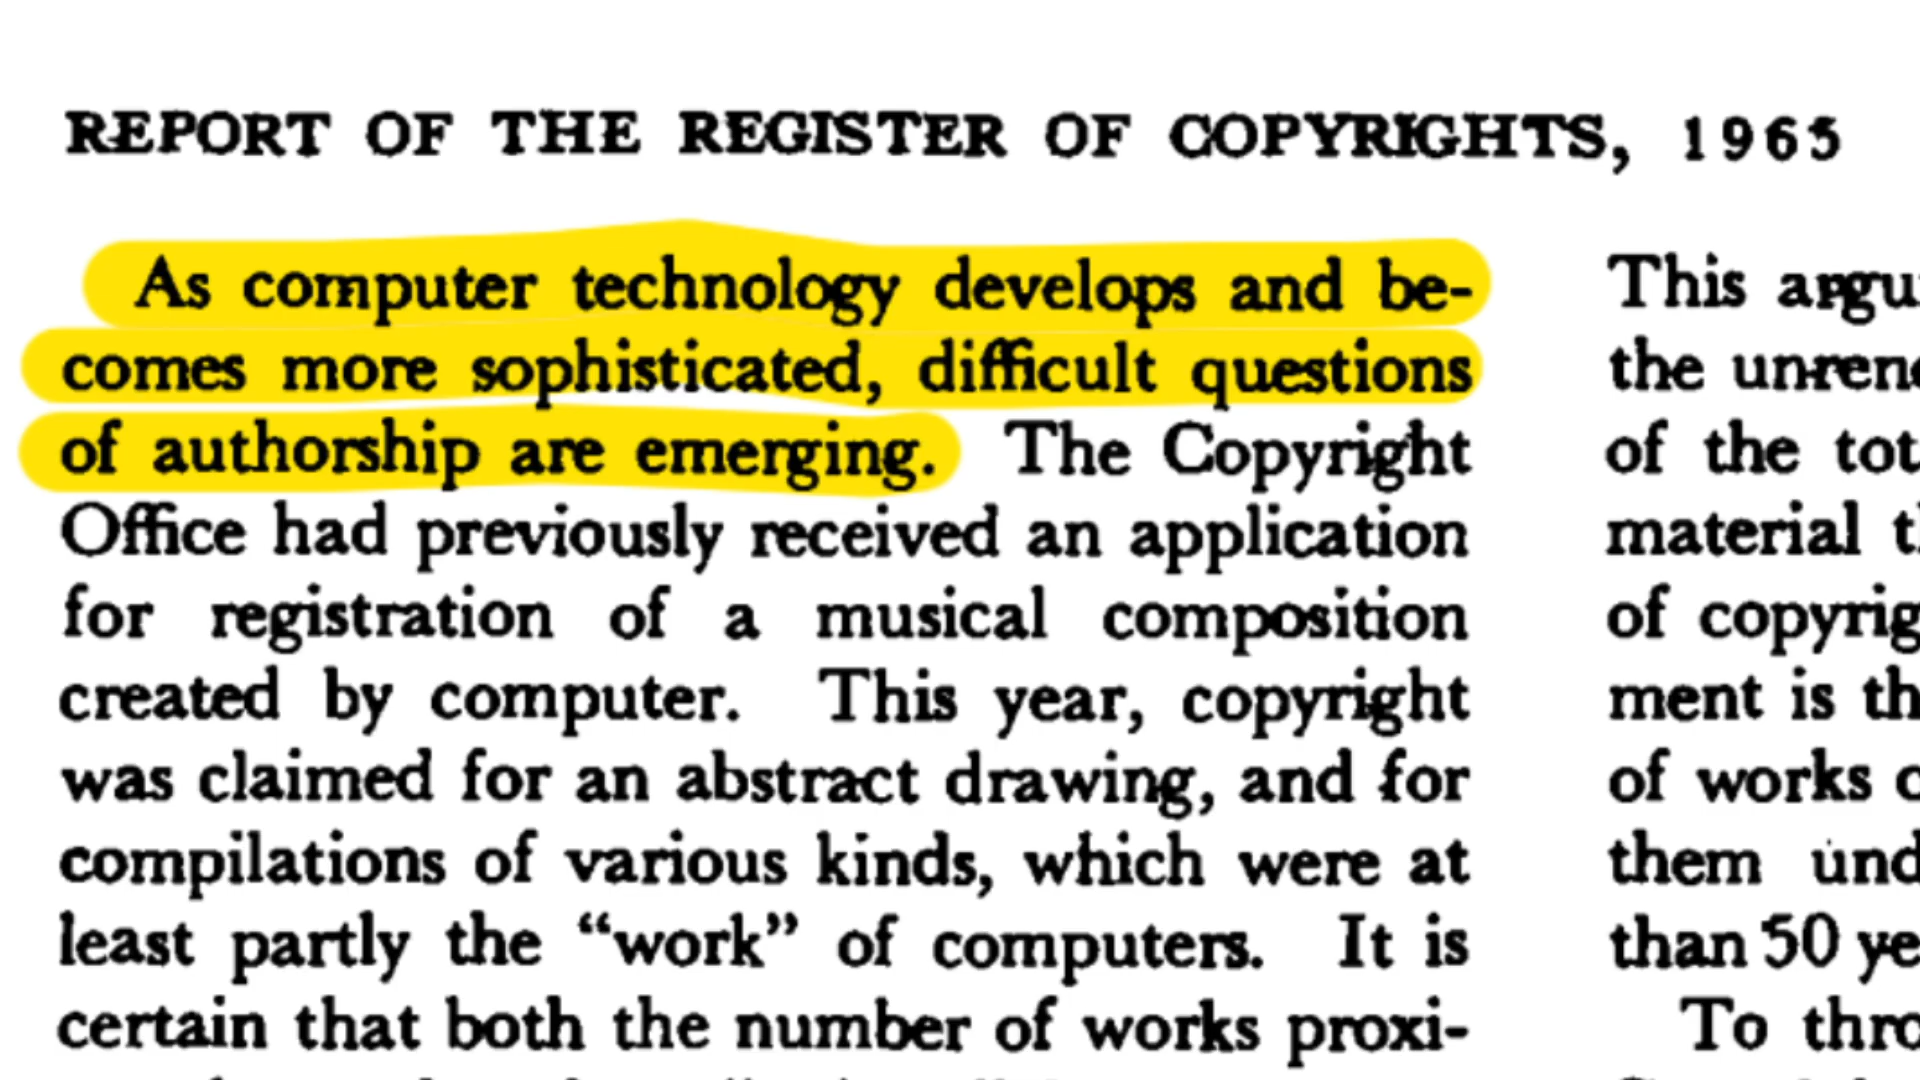 REPORT OF THE REGISTER OF COPYRIGHTS, 1965
As computer technology develops and be-
comes more sophisticated, difficult questions
of authorship are emerging. The Copyright
Office had previously received an application
for registration of a musical composition
created by computer. This year, copyright
was claimed for an abstract drawing, and for
compilations of various kinds, which were at
least partly the “work” of computers. It is
certain that both the number of works proxi-
This
the
of the
material
of
ment is
of works
them
than 50
To